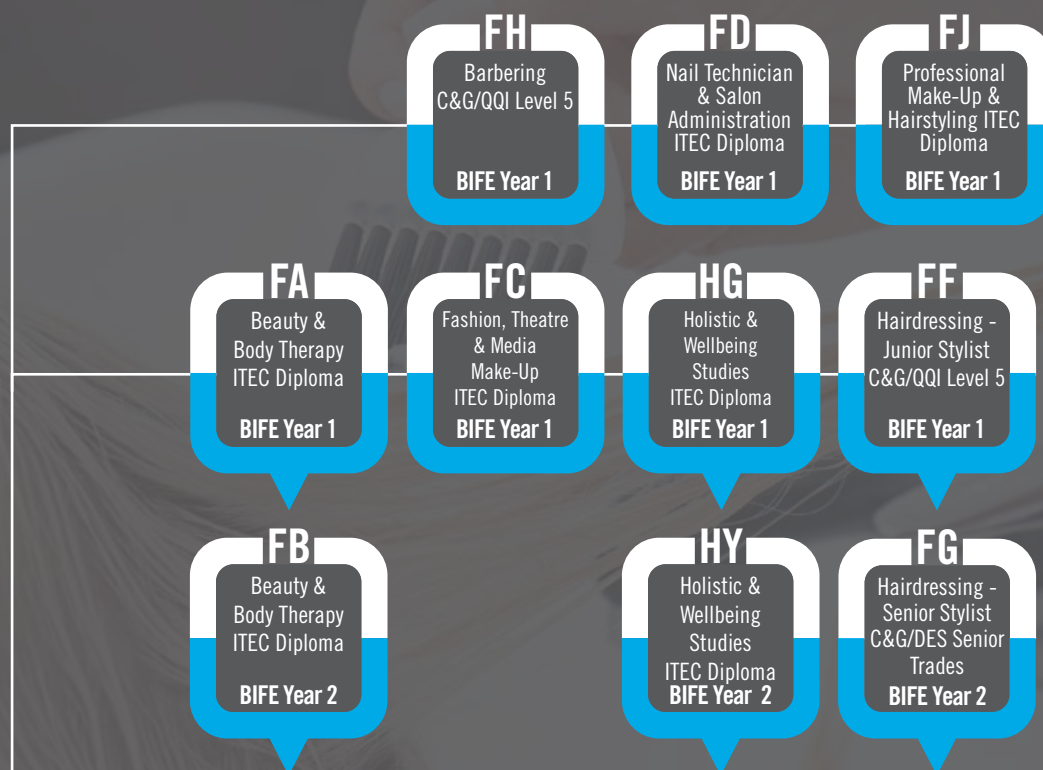 FH
Barbering
C&G/QQI Level 5
BIFE Year 1
FD
Nail Technician
& Salon
Administration
ITEC Diploma
BIFE Year 1
FJ
Professional
Make-Up &
Hairstyling ITEC
Diploma
BIFE Year 1
FA
Beauty &
Body Therapy
ITEC Diploma
BIFE Year 1
FC
Fashion, Theatre
& Media
Make-Up
ITEC Diploma
BIFE Year 1
HG
Holistic &
Wellbeing
Studies
ITEC Diploma
BIFE Year 1
FF
Hairdressing -
Junior Stylist
C&G/QQI Level 5
BIFE Year 1
FB
Beauty &
Body Therapy
ITEC Diploma
BIFE Year 2
HY
Holistic &
Wellbeing
Studies
ITEC Diploma
BIFE Year 2
FG
Hairdressing -
Senior Stylist
C&G/DES Senior
Trades
BIFE Year 2